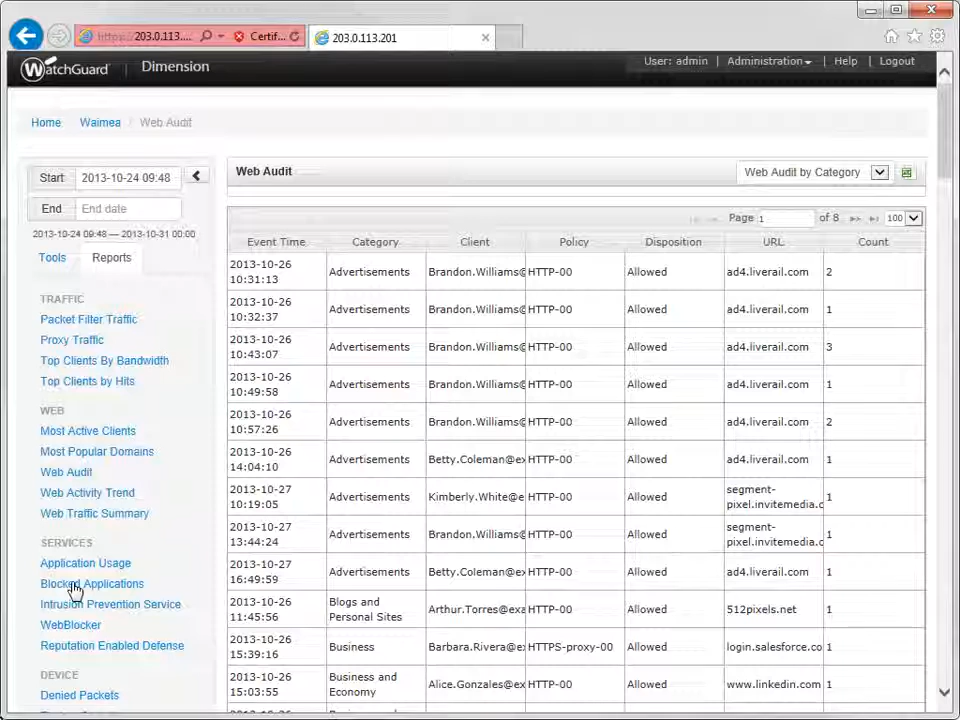 https://203.0.113....
Certif...
203.0.113.201
WatchGuard | Dimension
User: admin | Administration | Help | Logout
Home Waimea / Web Audit
Start 2013-10-24 09:48
End End date
2013-10-24 09:48 — 2013-10-31 00:00
Tools Reports
TRAFFIC
Packet Filter Traffic
Proxy Traffic
Top Clients By Bandwidth
Top Clients by Hits
WEB
Most Active Clients
Most Popular Domains
Web Audit
Web Activity Trend
Web Traffic Summary
SERVICES
Application Usage
Blocked Applications
Intrusion Prevention Service
WebBlocker
Reputation Enabled Defense
DEVICE
Denied Packets
Web Audit
Web Audit by Category
Page 1 of 8 100
Event Time Category Client Policy Disposition URL Count
2013-10-26 10:31:13 Advertisements Brandon.Williams@ HTTP-00 Allowed ad4.liverail.com 2
2013-10-26 10:32:37 Advertisements Brandon.Williams@ HTTP-00 Allowed ad4.liverail.com 1
2013-10-26 10:43:07 Advertisements Brandon.Williams@ HTTP-00 Allowed ad4.liverail.com 3
2013-10-26 10:49:58 Advertisements Brandon.Williams@ HTTP-00 Allowed ad4.liverail.com 1
2013-10-26 10:57:26 Advertisements Brandon.Williams@ HTTP-00 Allowed ad4.liverail.com 2
2013-10-26 14:04:10 Advertisements Betty.Coleman@ex HTTP-00 Allowed ad4.liverail.com 1
2013-10-27 10:19:05 Advertisements Kimberly.White@e HTTP-00 Allowed segment-pixel.invitemedia.c 1
2013-10-27 13:44:24 Advertisements Brandon.Williams@ HTTP-00 Allowed segment-pixel.invitemedia.c 1
2013-10-27 16:49:59 Advertisements Betty.Coleman@ex HTTP-00 Allowed ad4.liverail.com 1
2013-10-26 11:45:56 Blogs and Personal Sites Arthur.Torres@exa HTTP-00 Allowed 512pixels.net 1
2013-10-26 15:39:16 Business Barbara.Rivera@e HTTPS-proxy-00 Allowed login.salesforce.co 1
2013-10-26 15:03:55 Business and Economy Alice.Gonzales@ex HTTP-00 Allowed www.linkedin.com 1